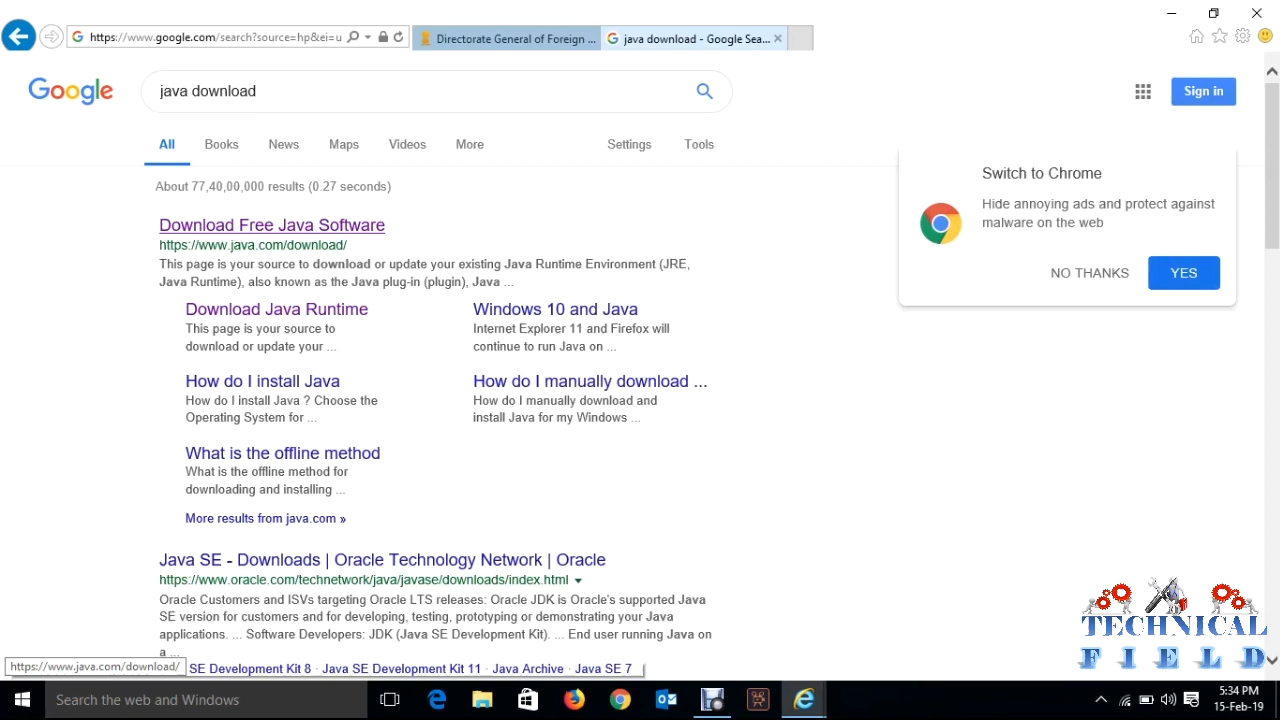 https://www.google.com/search?source=hp&ei=u
Directorate General of Foreign ...
java download - Google Sea...
Google
java download
Sign in
All Books News Maps Videos More Settings Tools
About 77,40,00,000 results (0.27 seconds)
Switch to Chrome
Hide annoying ads and protect against
malware on the web
NO THANKS
YES
Download Free Java Software
https://www.java.com/download/
This page is your source to download or update your existing Java Runtime Environment (JRE,
Java Runtime), also known as the Java plug-in (plugin), Java ...
Download Java Runtime
This page is your source to
download or update your ...
Windows 10 and Java
Internet Explorer 11 and Firefox will
continue to run Java on ...
How do I install Java
How do I install Java ? Choose the
Operating System for ...
How do I manually download ...
How do I manually download and
install Java for my Windows ...
What is the offline method
What is the offline method for
downloading and installing ...
More results from java.com »
Java SE - Downloads | Oracle Technology Network | Oracle
https://www.oracle.com/technetwork/java/javase/downloads/index.html
Oracle Customers and ISVs targeting Oracle LTS releases: Oracle JDK is Oracle's supported Java
SE version for customers and for developing, testing, prototyping or demonstrating your Java
applications. ... Software Developers: JDK (Java SE Development Kit). ... End user running Java on
a ...
SE Development Kit 8 · Java SE Development Kit 11 · Java Archive · Java SE 7
https://www.java.com/download/
TECHNICAL
FIELD
Search the web and Windows
5:34 PM
15-Feb-19